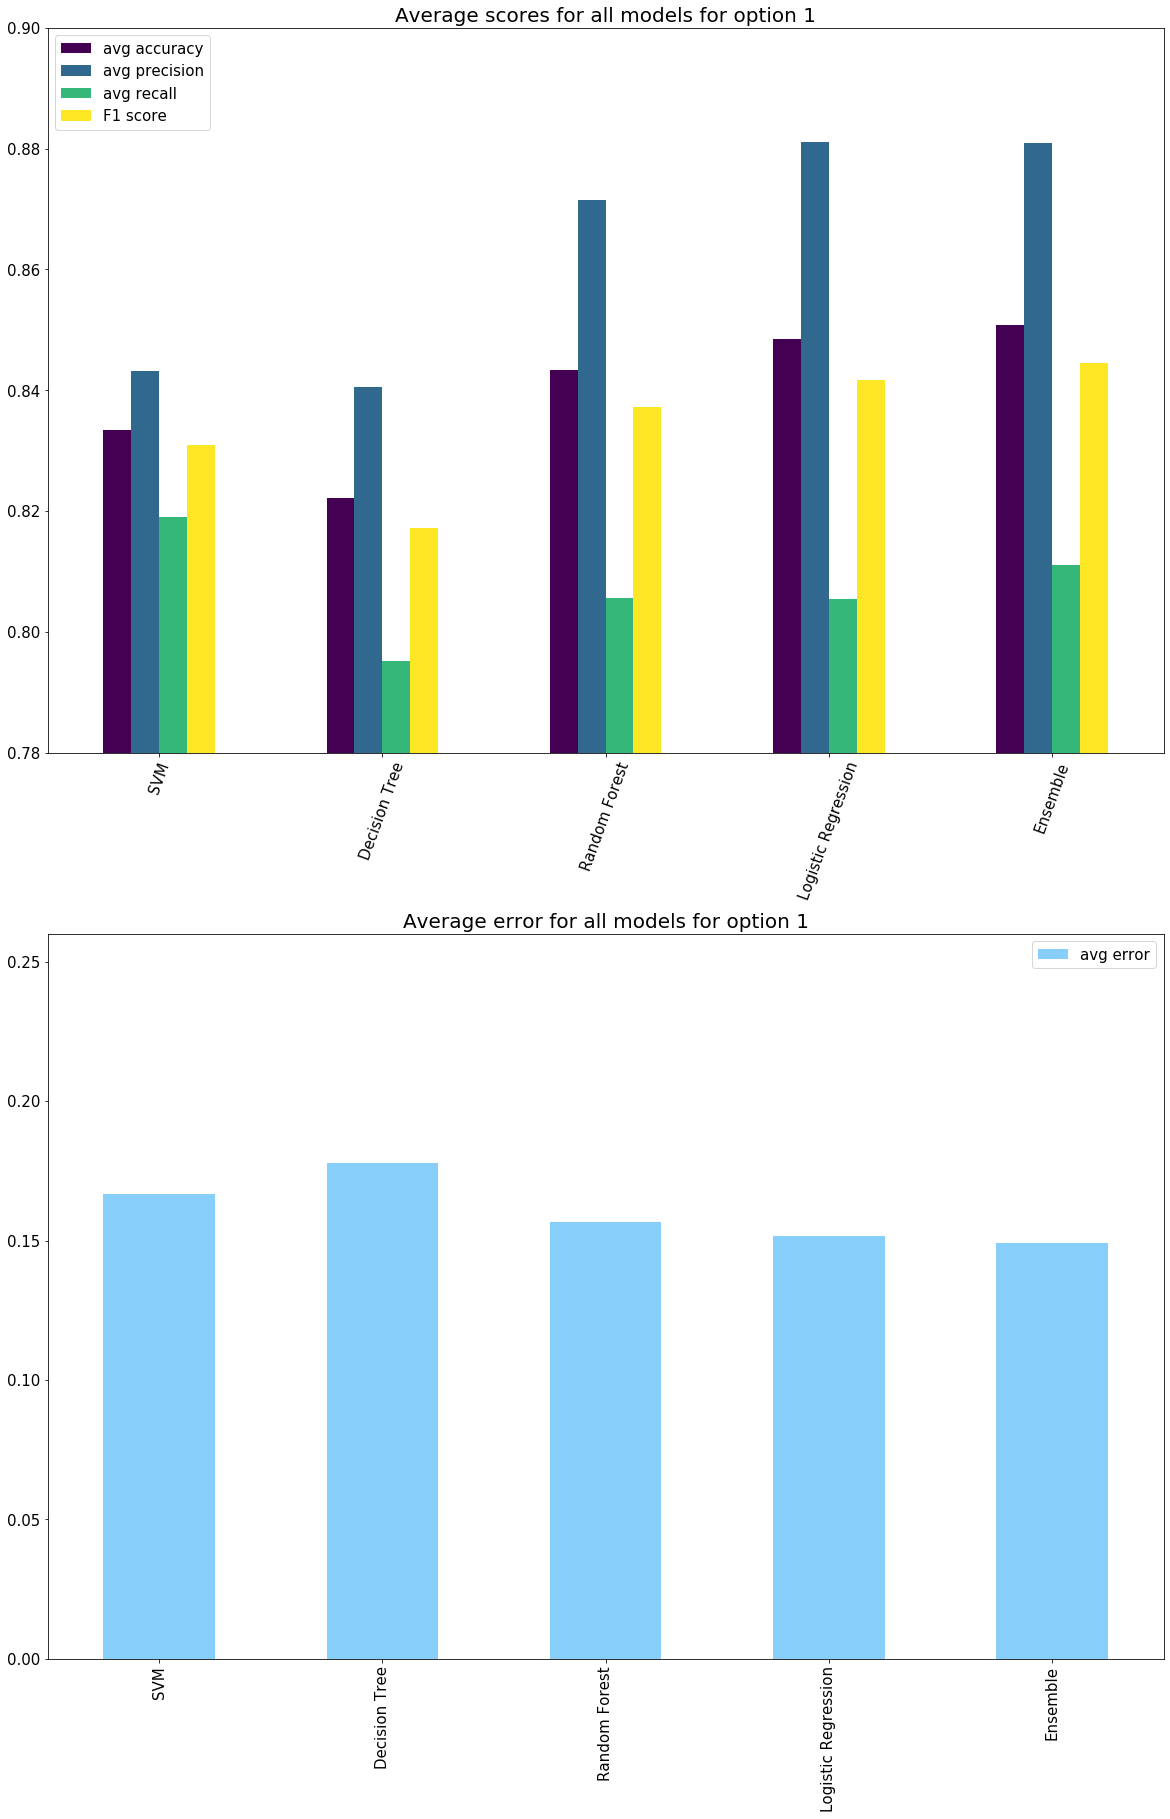 Average scores for all models for option 1
0.90
0.88
0.86
0.84
0.82
0.80
0.78
avg accuracy
avg precision
avg recall
F1 score
SVM
Decision Tree
Random Forest
Logistic Regression
Ensemble
Average error for all models for option 1
0.25
0.20
0.15
0.10
0.05
0.00
avg error
SVM
Decision Tree
Random Forest
Logistic Regression
Ensemble